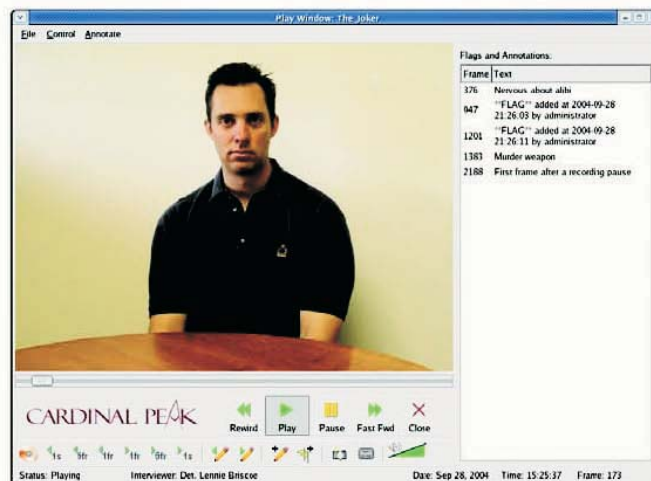 Play Window: The Joker
File Control Annotate
Flags and Annotations:
Frame Text
376 Nervous about alibi
947 **FLAG** added at 2004-09-28
21:26:03 by administrator
1201 **FLAG** added at 2004-09-28
21:26:11 by administrator
1383 Murder weapon
2188 First frame after a recording pause
CARDINAL PEAK
Rewind Play Pause Fast Fwd Close
1s 5fr 1fr 1fr 5fr 1s
Status: Playing Interviewer: Det. Lennie Briscoe Date: Sep 28, 2004 Time: 15:25:37 Frame: 173